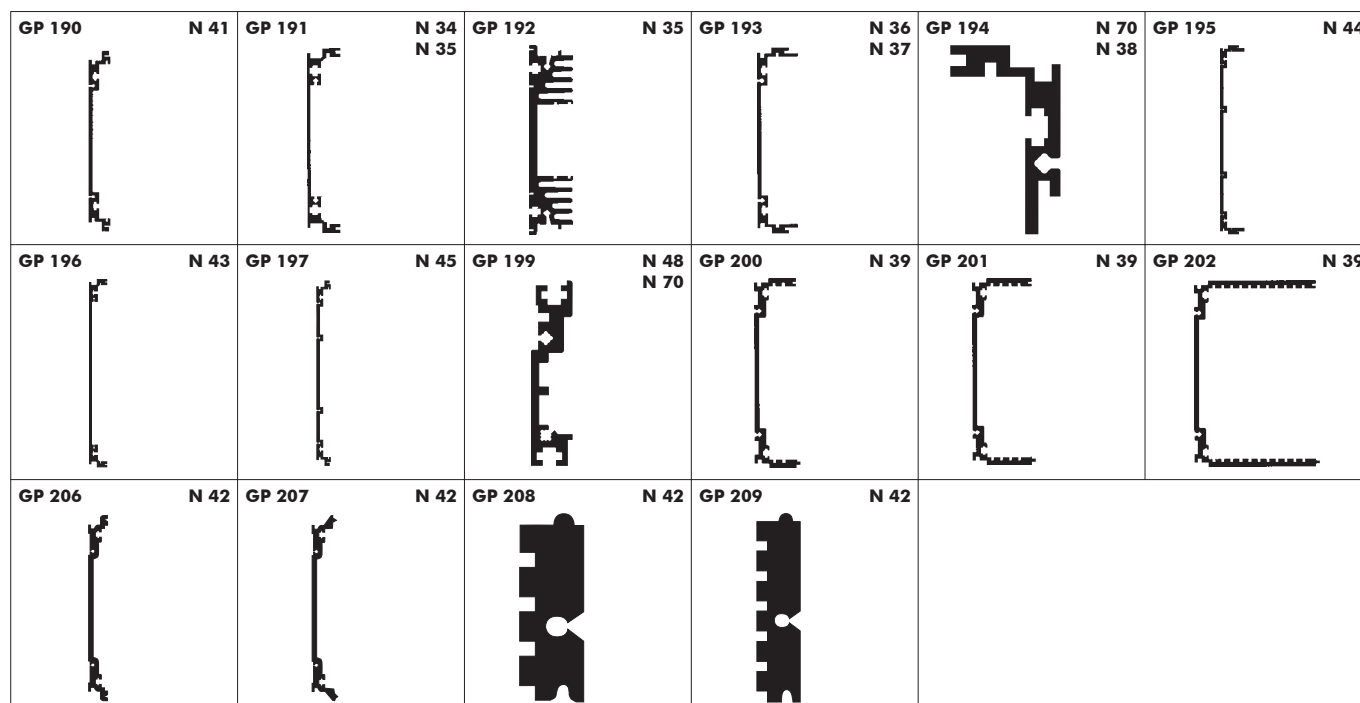 GP 190 N 41
GP 191 N 34
N 35
GP 192 N 35
GP 193 N 36
N 37
GP 194 N 70
N 38
GP 195 N 44
GP 196 N 43
GP 197 N 45
GP 199 N 48
N 70
GP 200 N 39
GP 201 N 39
GP 202 N 39
GP 206 N 42
GP 207 N 42
GP 208 N 42
GP 209 N 42